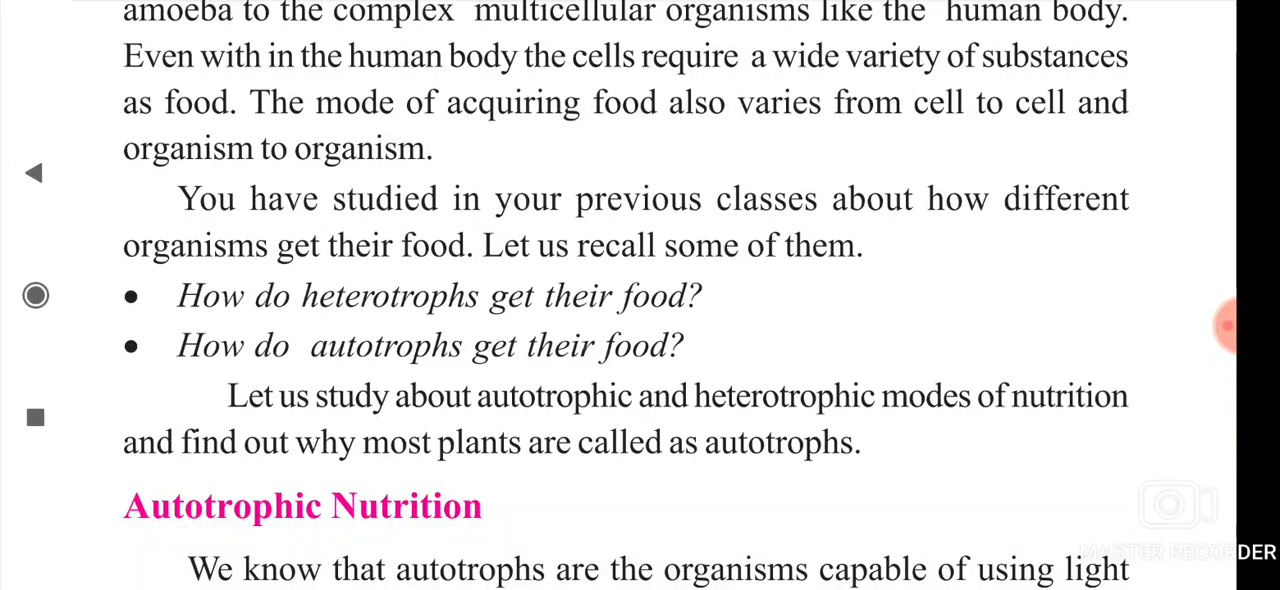 amoeba to the complex multicellular organisms like the human body.
Even with in the human body the cells require a wide variety of substances
as food. The mode of acquiring food also varies from cell to cell and
organism to organism.
You have studied in your previous classes about how different
organisms get their food. Let us recall some of them.
• How do heterotrophs get their food?
• How do autotrophs get their food?
Let us study about autotrophic and heterotrophic modes of nutrition
and find out why most plants are called as autotrophs.
Autotrophic Nutrition
MASTER RECORDER
We know that autotrophs are the organisms capable of using light